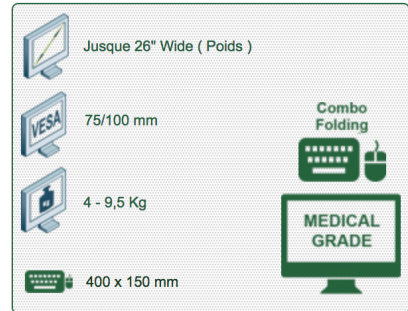 Jusque 26" Wide ( Poids )
VESA
75/100 mm
KG
4 - 9,5 Kg
400 x 150 mm
Combo
Folding
MEDICAL
GRADE